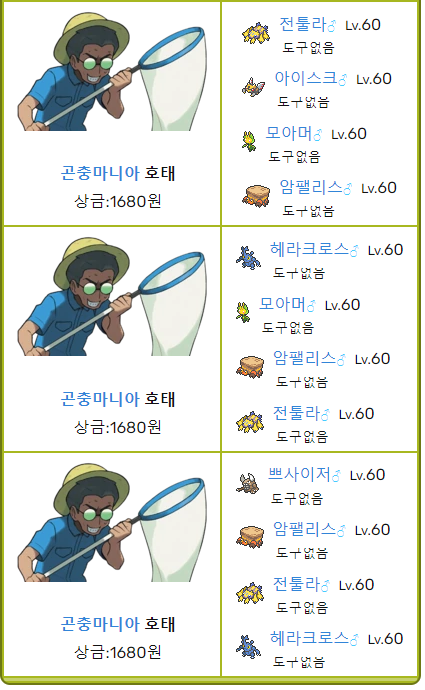 전툴라♂ Lv.60
도구없음
아이스크♂ Lv.60
도구없음
모아머♂ Lv.60
도구없음
암팰리스♂ Lv.60
도구없음
곤충마니아 호태
상금:1680원
헤라크로스♂ Lv.60
도구없음
모아머♂ Lv.60
도구없음
암팰리스♂ Lv.60
도구없음
전툴라♂ Lv.60
도구없음
곤충마니아 호태
상금:1680원
쁘사이저♂ Lv.60
도구없음
암팰리스♂ Lv.60
도구없음
전툴라♂ Lv.60
도구없음
헤라크로스♂ Lv.60
도구없음
곤충마니아 호태
상금:1680원